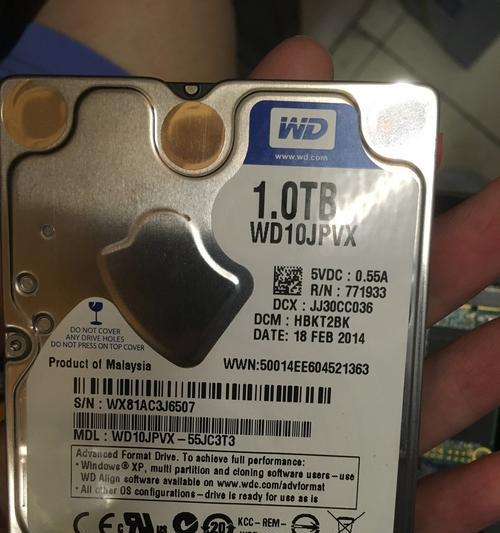 WD
www.wd.com
1.0TB
WD10JPVX
5VDC : 0.55A
R/N : 771933
DCX : JJ30CC036
DCM : HBKT2BK
DATE: 18 FEB 2014
DO NOT COVER
ANY DRIVE HOLES
DO NOT PRESS ON TOP COVER
Product of Malaysia
WWN:50014EE604521363
S/N : WX81AC3J6507
MDL : WD10JPVX-55JC3T3
Advanced Format Drive. To achieve full performance:
• Windows® XP, multi partition and cloning software users-use
WD Align software available on www.wdc.com/advformat
• All other OS configurations-drive is ready for use as is
CE c UL us 20 KCC-REM-